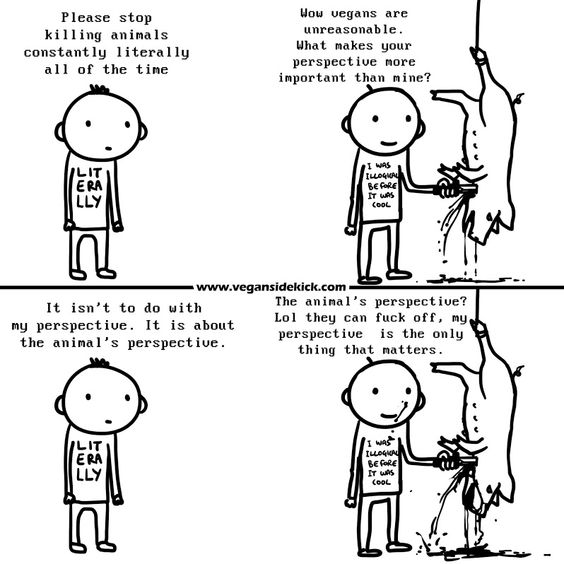 Please stop
killing animals
constantly literally
all of the time
LIT
ERA
LLY
Wow vegans are
unreasonable.
What makes your
perspective more
important than mine?
I WAS
ILLOGICAL
BEFORE
IT WAS
COOL
www.vegansidekick.com
It isn't to do with
my perspective. It is about
the animal's perspective.
LIT
ERA
LLY
The animal's perspective?
Lol they can fuck off, my
perspective is the only
thing that matters.
I WAS
ILLOGICAL
BEFORE
IT WAS
COOL